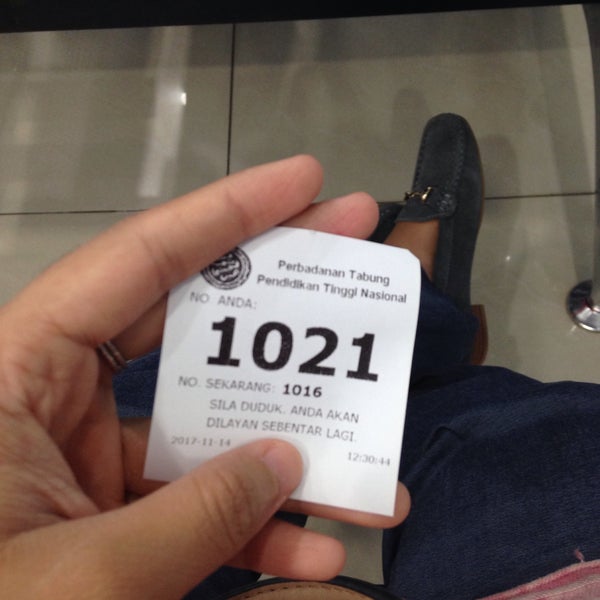 Perbadanan Tabung
Pendidikan Tinggi Nasional
NO ANDA:
1021
NO. SEKARANG: 1016
SILA DUDUK. ANDA AKAN
DILAYAN SEBENTAR LAGI.
2017-11-14 12:30:44